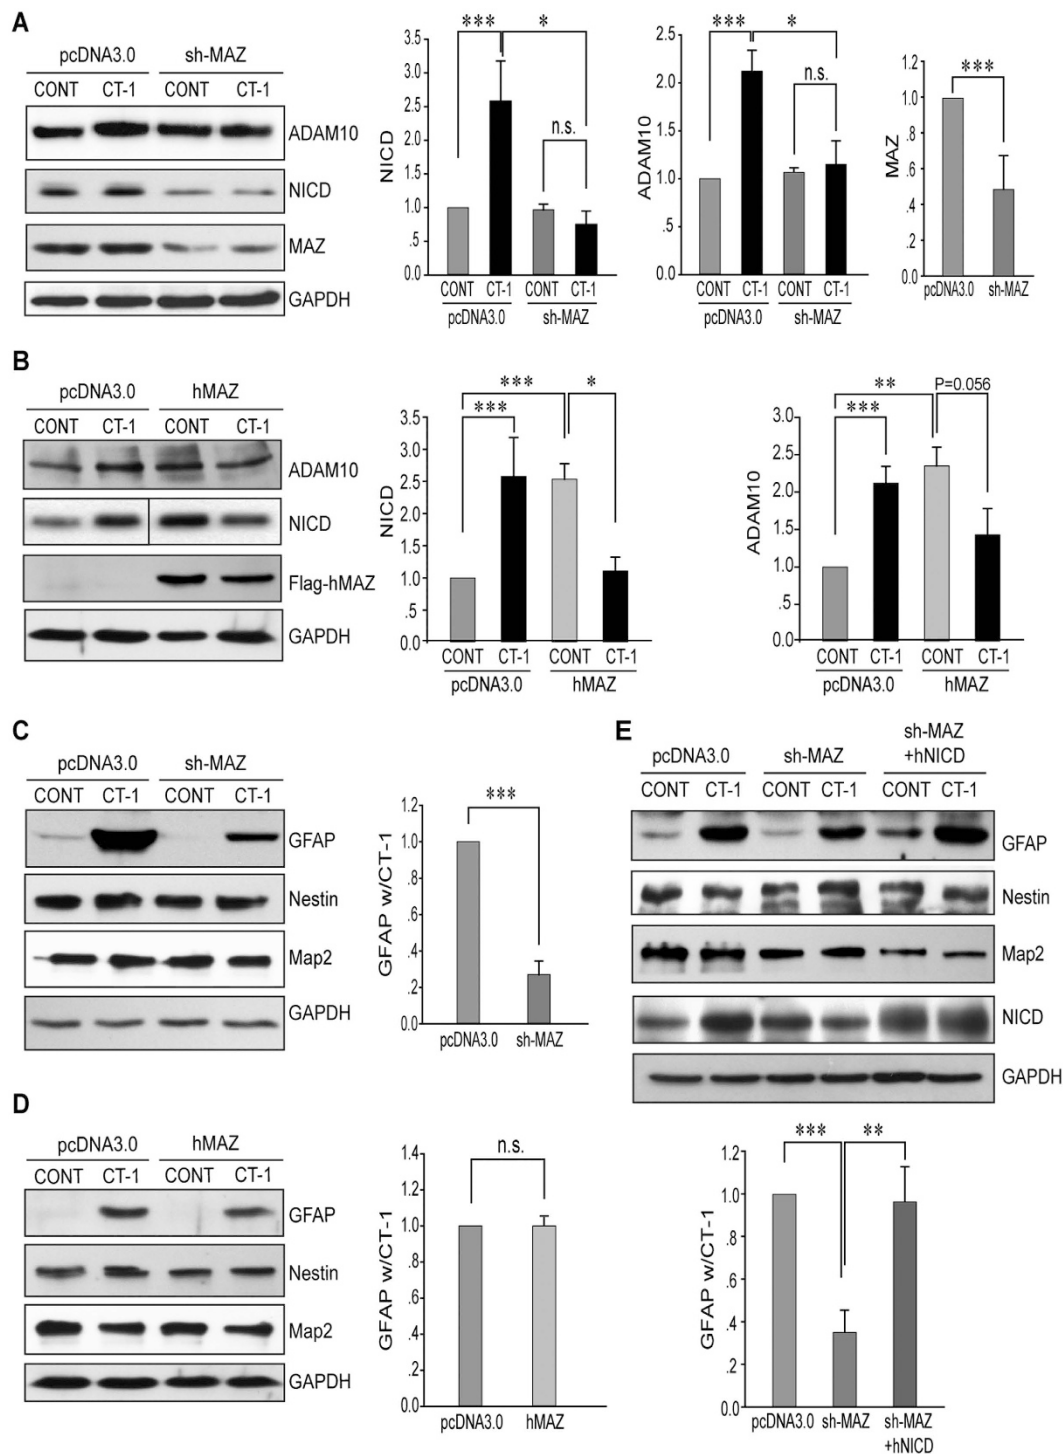 A
pcDNA3.0 sh-MAZ
CONT CT-1 CONT CT-1
ADAM10
NICD
MAZ
GAPDH
*** *
n.s.
NICD
3.5
3.0
2.5
2.0
1.5
1.0
.5
0.0
CONT CT-1 CONT CT-1
pcDNA3.0 sh-MAZ
*** *
n.s.
ADAM10
2.5
2.0
1.5
1.0
.5
0.0
CONT CT-1 CONT CT-1
pcDNA3.0 sh-MAZ
***
MAZ
1.2
1.0
.8
.6
.4
.2
0.0
pcDNA3.0 sh-MAZ
B
pcDNA3.0 hMAZ
CONT CT-1 CONT CT-1
ADAM10
NICD
Flag-hMAZ
GAPDH
*** *
***
NICD
3.5
3.0
2.5
2.0
1.5
1.0
.5
0.0
CONT CT-1 CONT CT-1
pcDNA3.0 hMAZ
** P=0.056
***
ADAM10
3.0
2.5
2.0
1.5
1.0
.5
0.0
CONT CT-1 CONT CT-1
pcDNA3.0 hMAZ
C
pcDNA3.0 sh-MAZ
CONT CT-1 CONT CT-1
GFAP
Nestin
Map2
GAPDH
***
GFAP w/CT-1
1.2
1.0
.8
.6
.4
.2
0.0
pcDNA3.0 sh-MAZ
D
pcDNA3.0 hMAZ
CONT CT-1 CONT CT-1
GFAP
Nestin
Map2
GAPDH
n.s.
GFAP w/CT-1
1.4
1.2
1.0
.8
.6
.4
.2
0.0
pcDNA3.0 hMAZ
E
pcDNA3.0 sh-MAZ sh-MAZ
+hNICD
CONT CT-1 CONT CT-1 CONT CT-1
GFAP
Nestin
Map2
NICD
GAPDH
*** **
GFAP w/CT-1
1.2
1.0
.8
.6
.4
.2
0.0
pcDNA3.0 sh-MAZ sh-MAZ
+hNICD